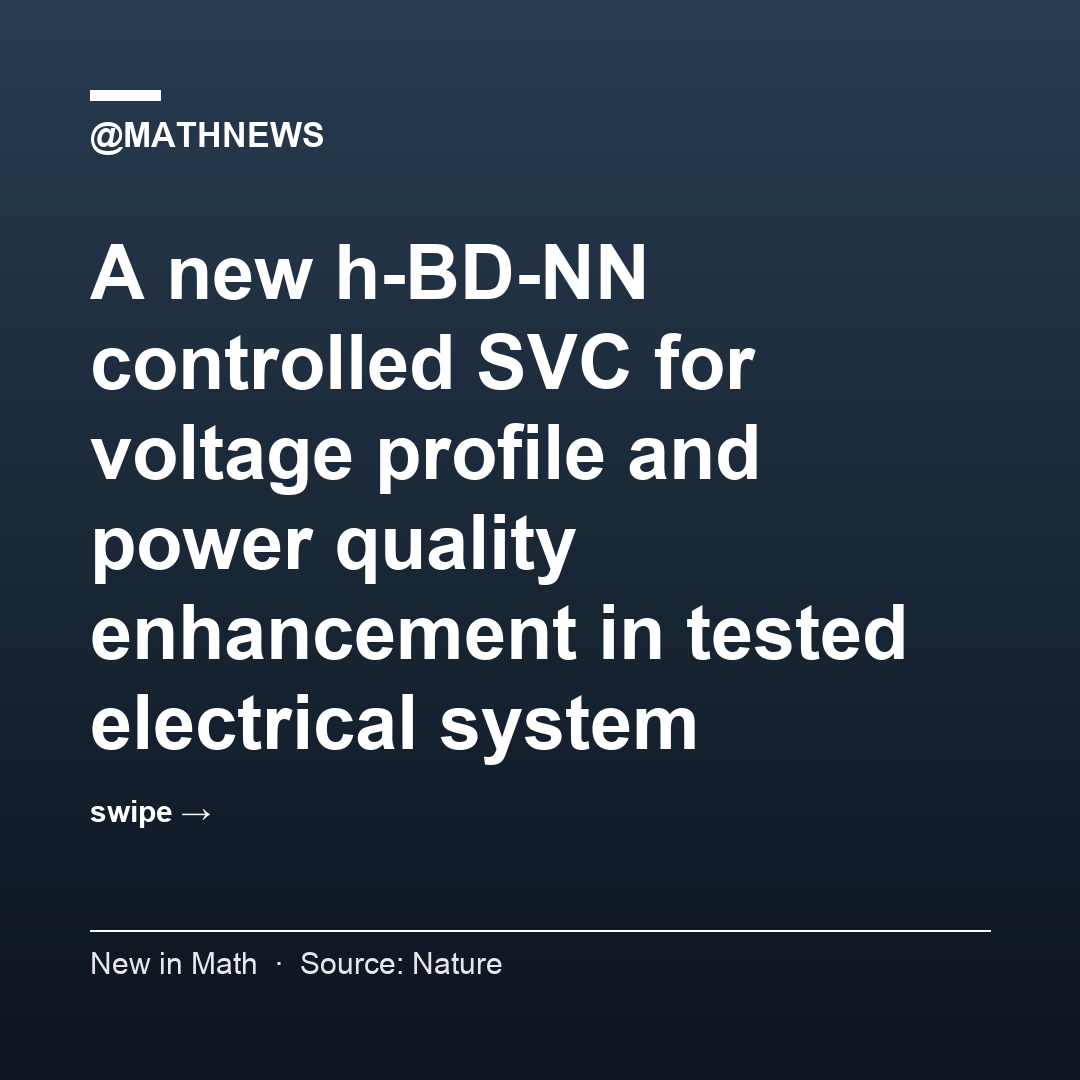 @MATHNEWS
A new h-BD-NN
controlled SVC for
voltage profile and
power quality
enhancement in tested
electrical system
swipe →
New in Math · Source: Nature